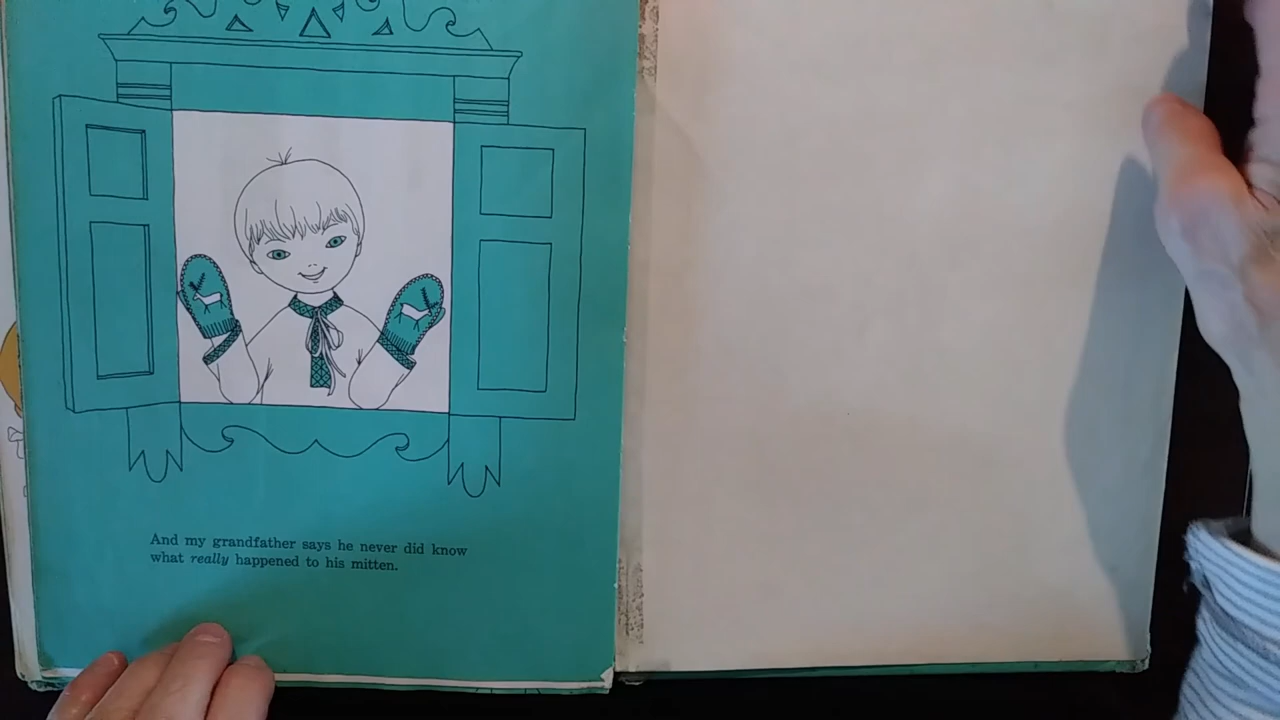 And my grandfather says he never did know
what really happened to his mitten.